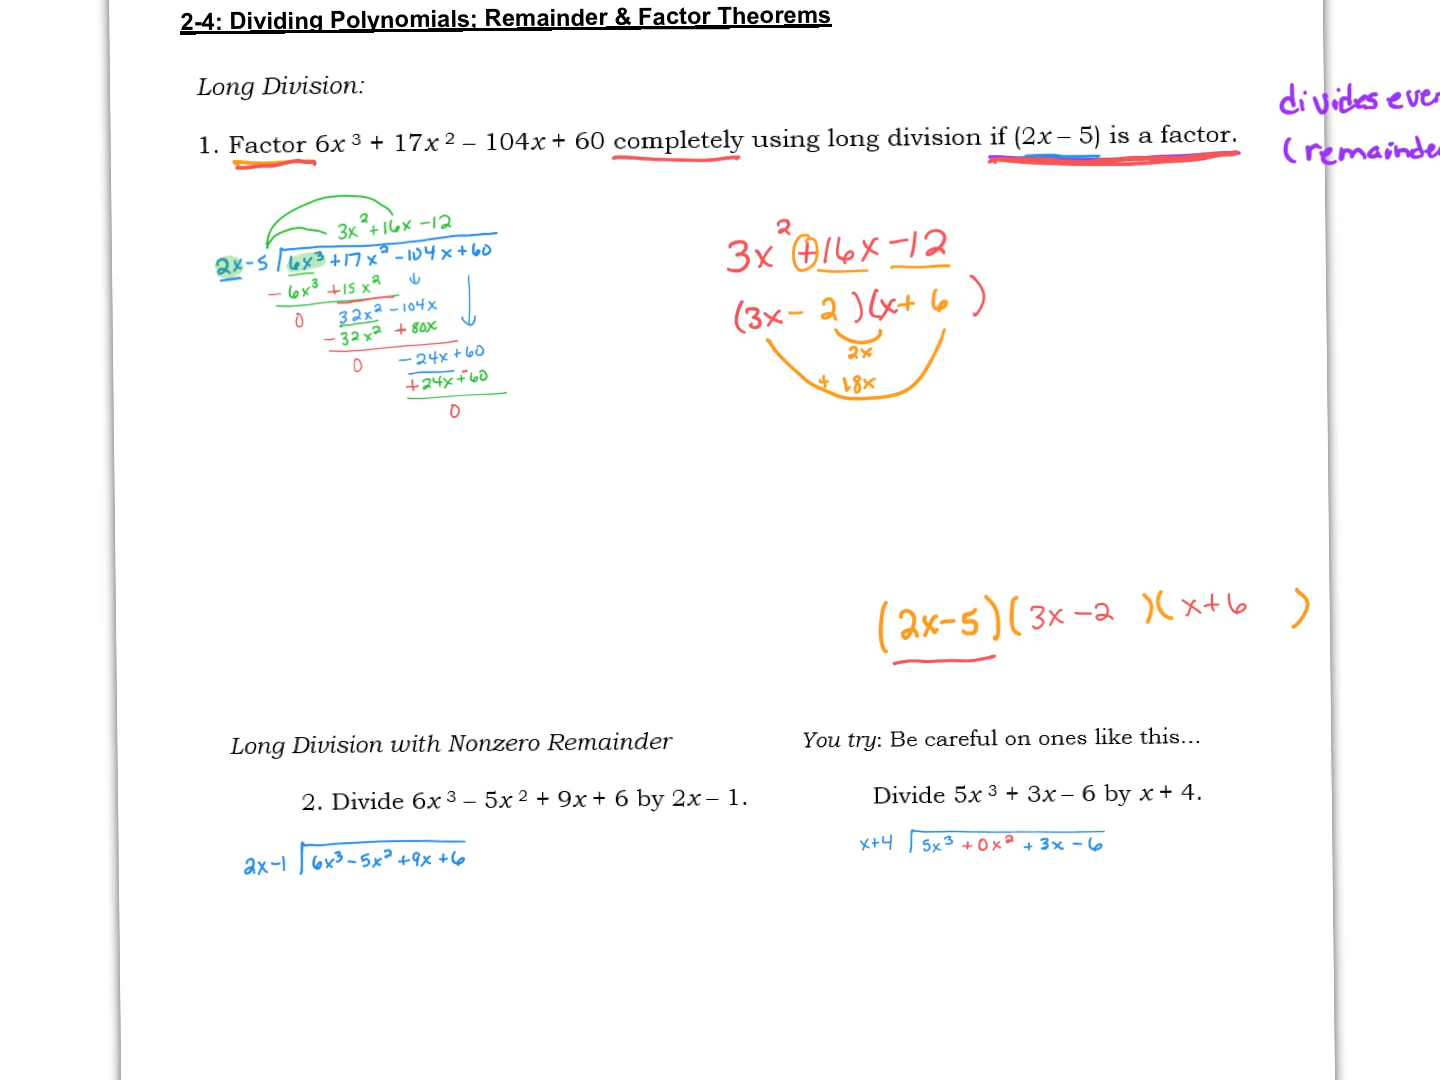 2-4: Dividing Polynomials; Remainder & Factor Theorems
Long Division:
divides ever
1. Factor 6x³ + 17x² – 104x + 60 completely using long division if (2x – 5) is a factor.
(remainde
3x² + 16x - 12
2x - 5 6x³ + 17x² - 104x + 60
- 6x³ + 15x²
0 32x² - 104x
- 32x² + 80x
0 - 24x + 60
+ 24x - 60
0
3x² + 16x - 12
(3x - 2)(x + 6)
2x
+ 18x
(2x-5)(3x-2)(x+6)
Long Division with Nonzero Remainder
2. Divide 6x³ – 5x² + 9x + 6 by 2x – 1.
2x-1 6x³ - 5x² + 9x + 6
You try: Be careful on ones like this...
Divide 5x³ + 3x – 6 by x + 4.
x+4 5x³ + 0x² + 3x - 6